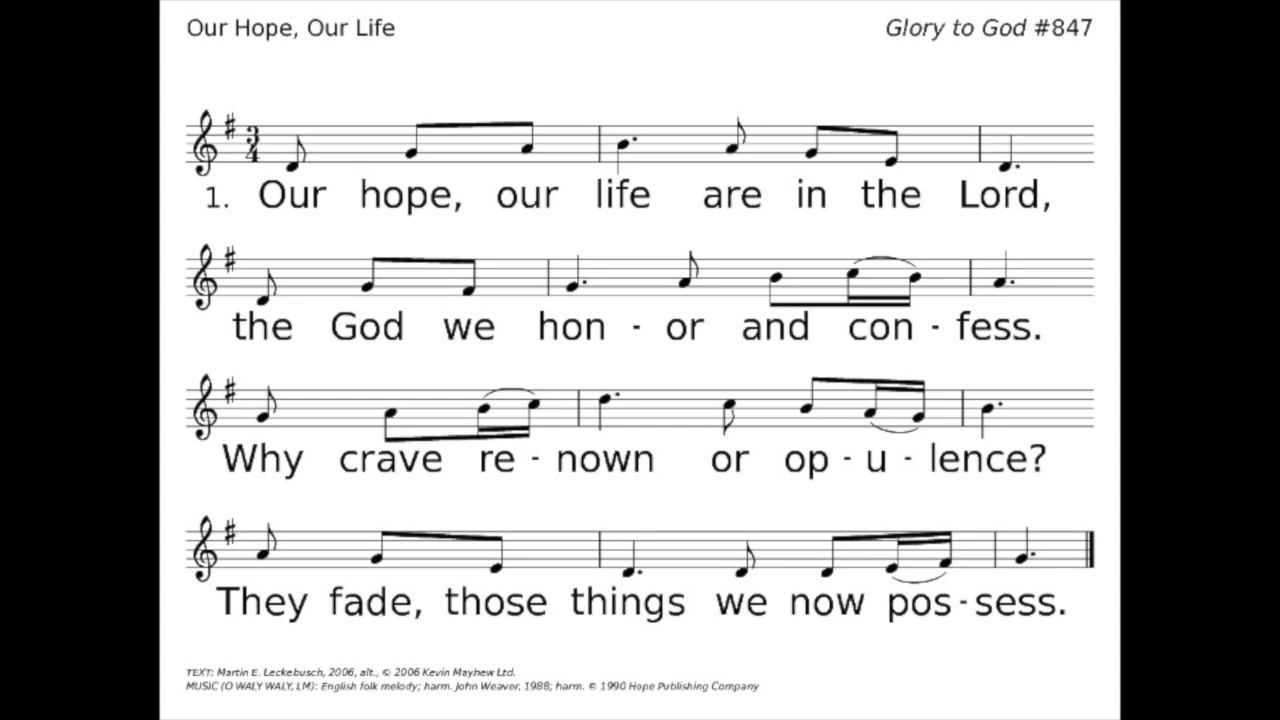 Our Hope, Our Life
Glory to God #847
3
4
1. Our hope, our life are in the Lord,
the God we hon - or and con - fess.
Why crave re - nown or op - u - lence?
They fade, those things we now pos - sess.
TEXT: Martin E. Leckebusch, 2006, alt., © 2006 Kevin Mayhew Ltd.
MUSIC (O WALY WALY, LM): English folk melody; harm. John Weaver, 1988; harm. © 1990 Hope Publishing Company